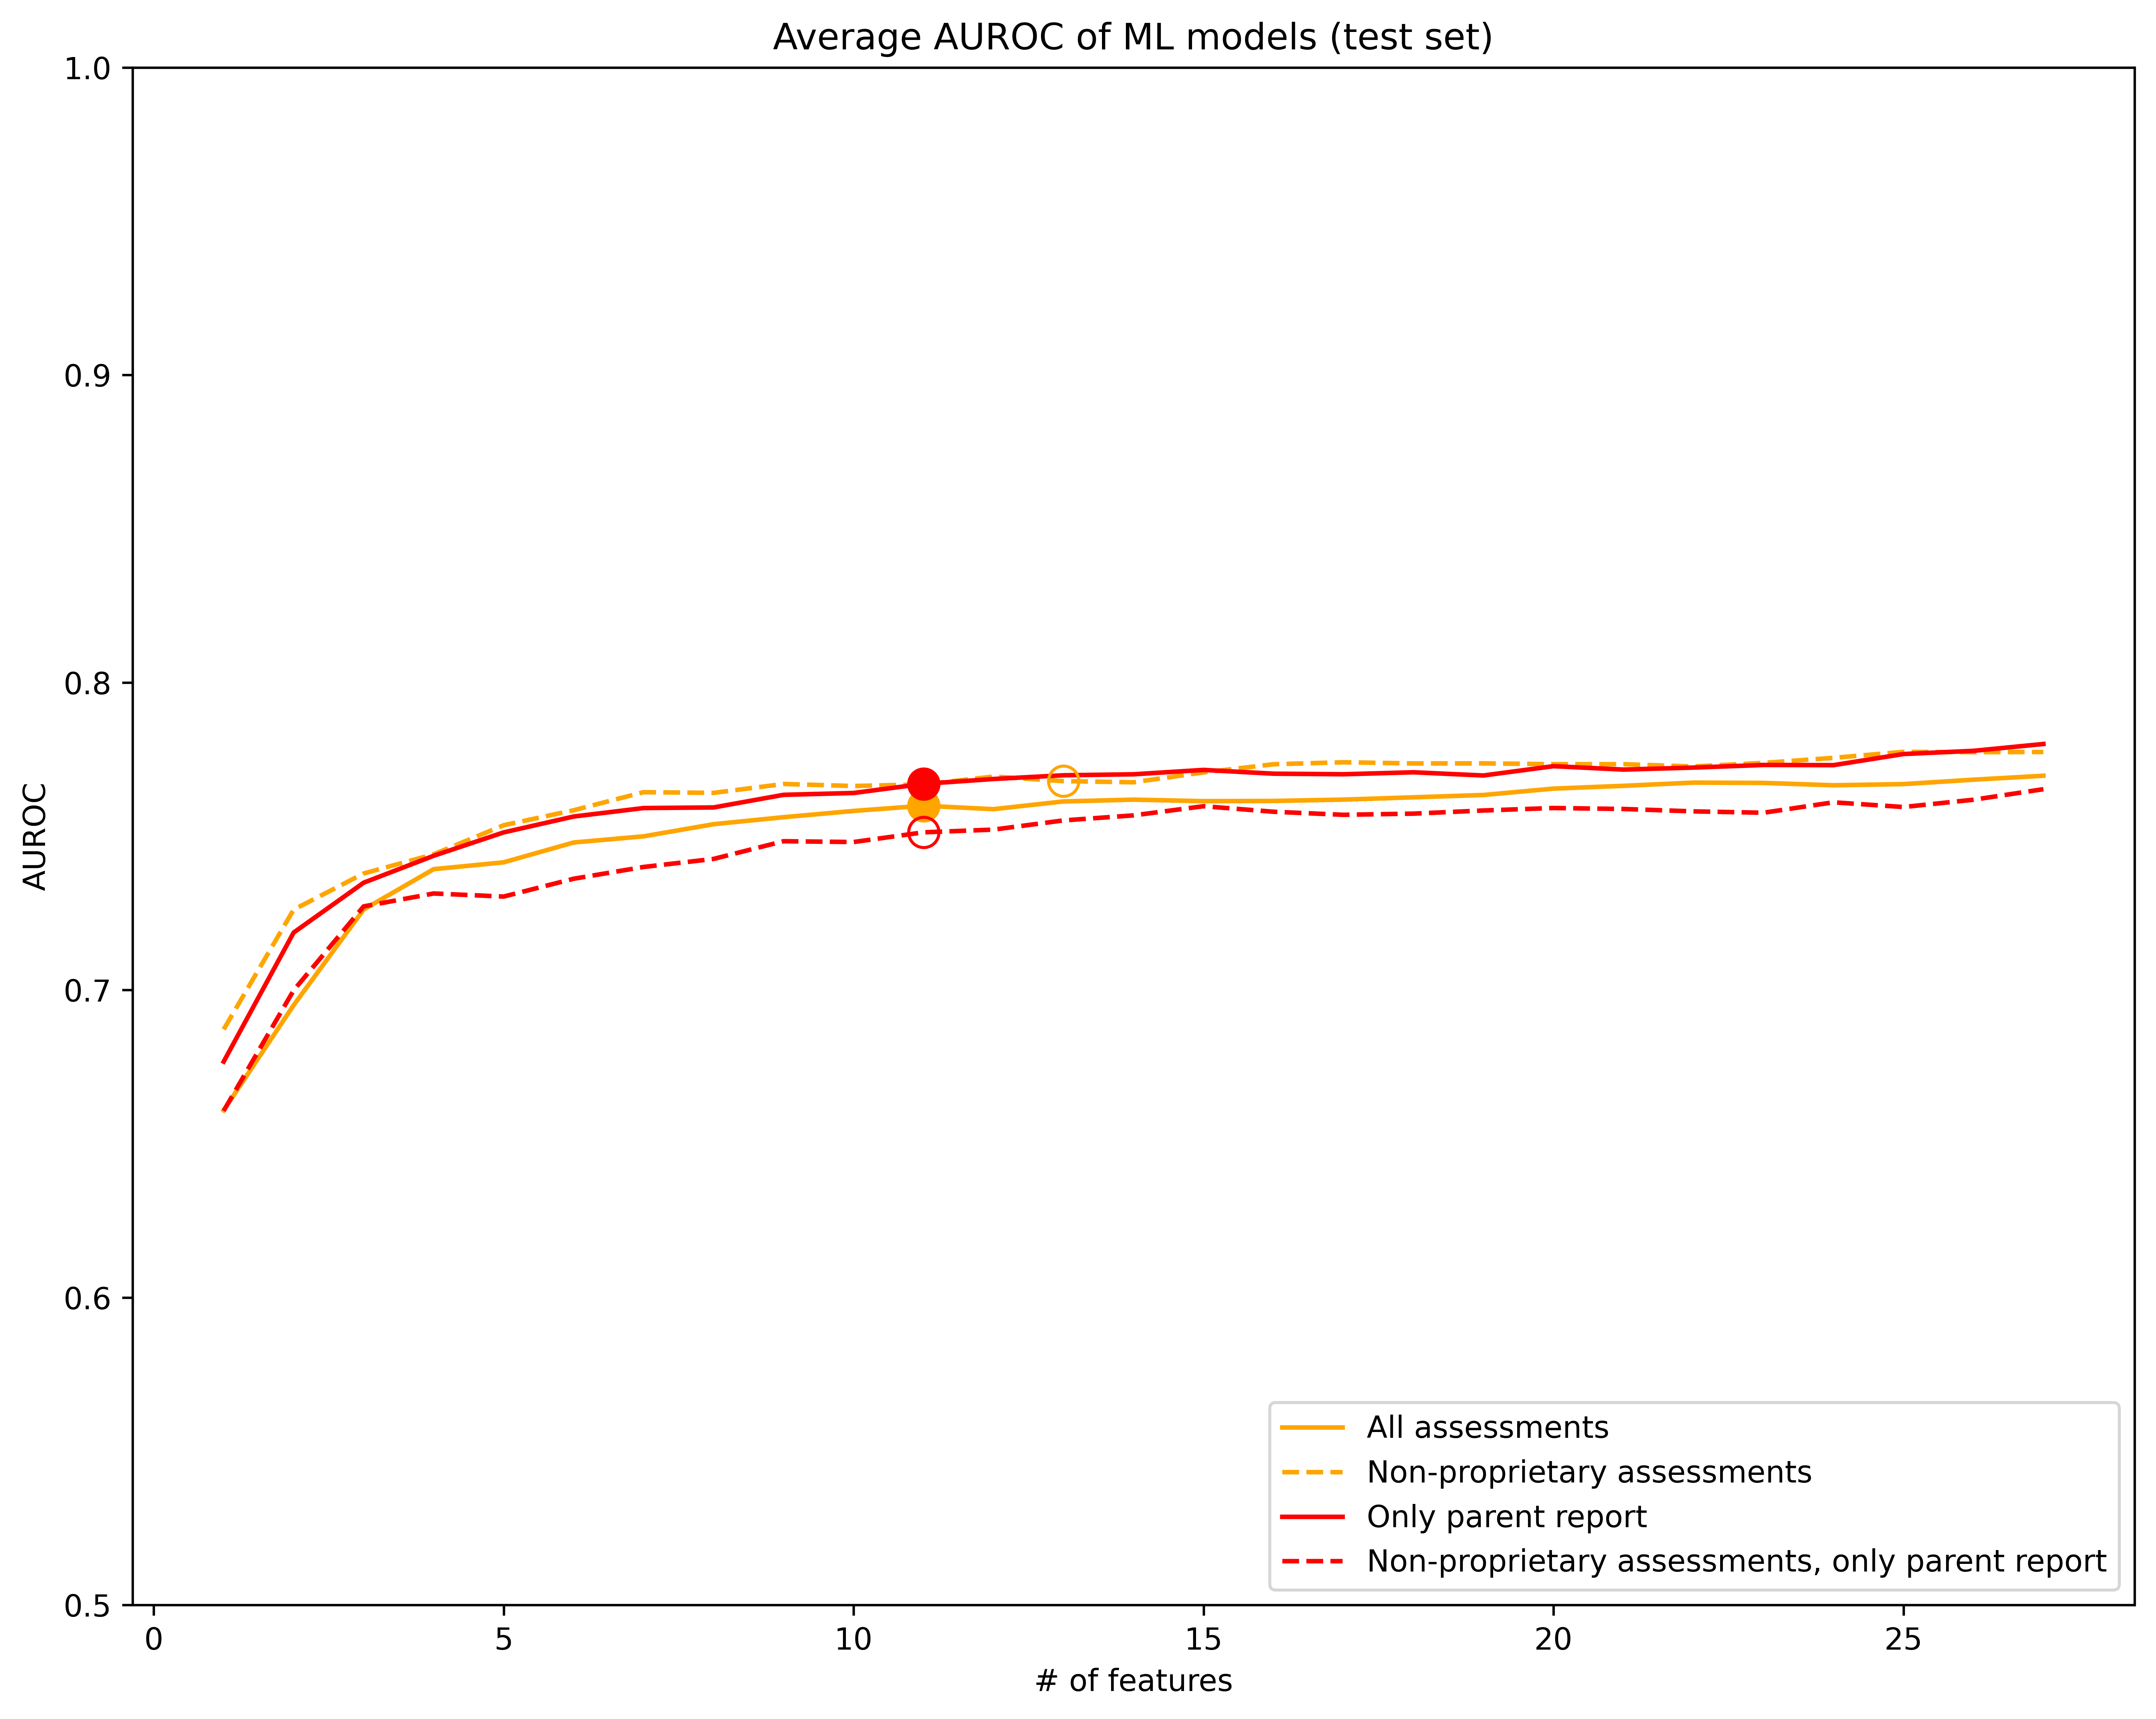 Average AUROC of ML models (test set)
1.0
0.9
0.8
0.7
0.6
0.5
AUROC
0 5 10 15 20 25
# of features
All assessments
Non-proprietary assessments
Only parent report
Non-proprietary assessments, only parent report